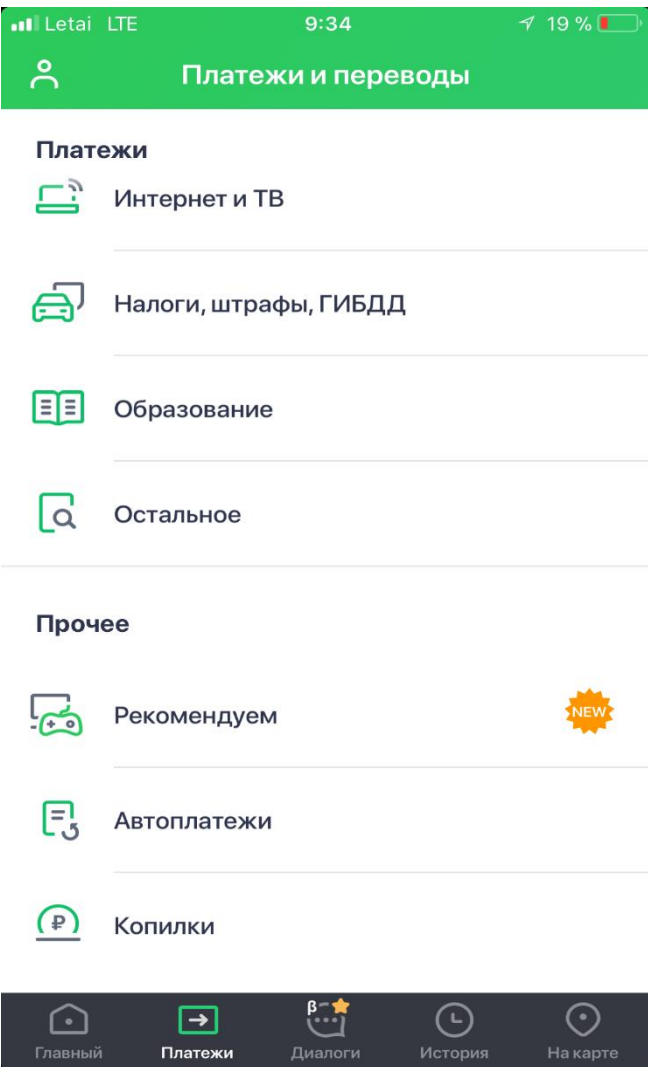 Letai LTE 9:34 19 %
Платежи и переводы
Платежи
Интернет и ТВ
Налоги, штрафы, ГИБДД
Образование
Остальное
Прочее
Рекомендуем NEW
Автоплатежи
₽ Копилки
β
Главный Платежи Диалоги История На карте